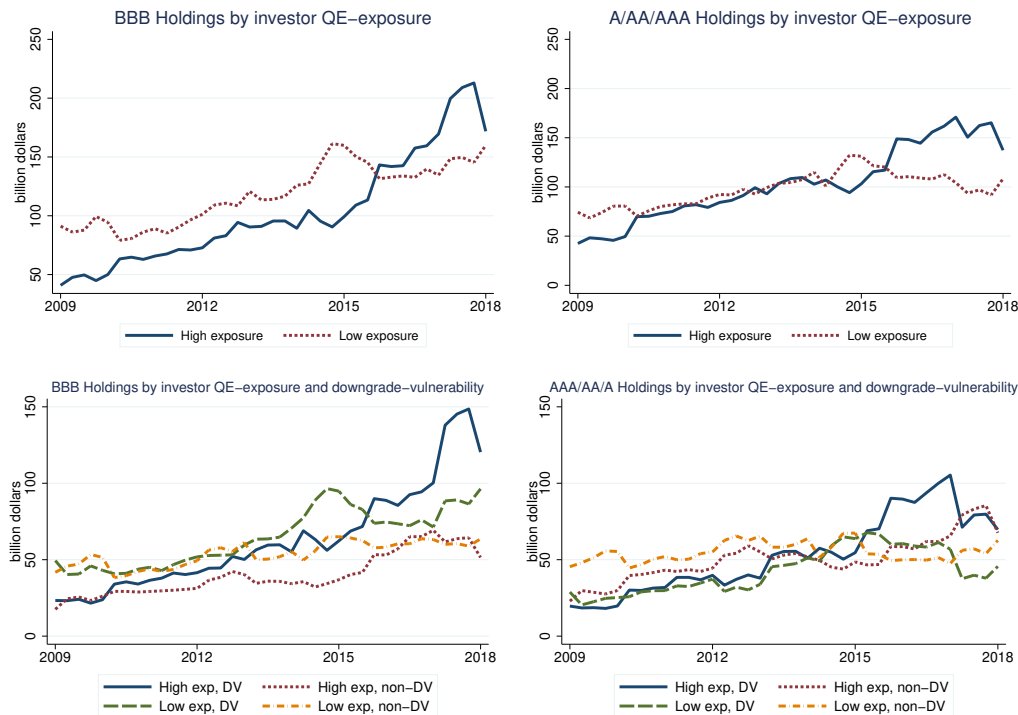 BBB Holdings by investor QE−exposure
billion dollars
250
200
150
100
50
2009
2012
2015
2018
High exposure
Low exposure
A/AA/AAA Holdings by investor QE−exposure
billion dollars
250
200
150
100
50
0
2009
2012
2015
2018
High exposure
Low exposure
BBB Holdings by investor QE−exposure and downgrade−vulnerability
billion dollars
150
100
50
0
2009
2012
2015
2018
High exp, DV
High exp, non−DV
Low exp, DV
Low exp, non−DV
AAA/AA/A Holdings by investor QE−exposure and downgrade−vulnerability
billion dollars
150
100
50
0
2009
2012
2015
2018
High exp, DV
High exp, non−DV
Low exp, DV
Low exp, non−DV